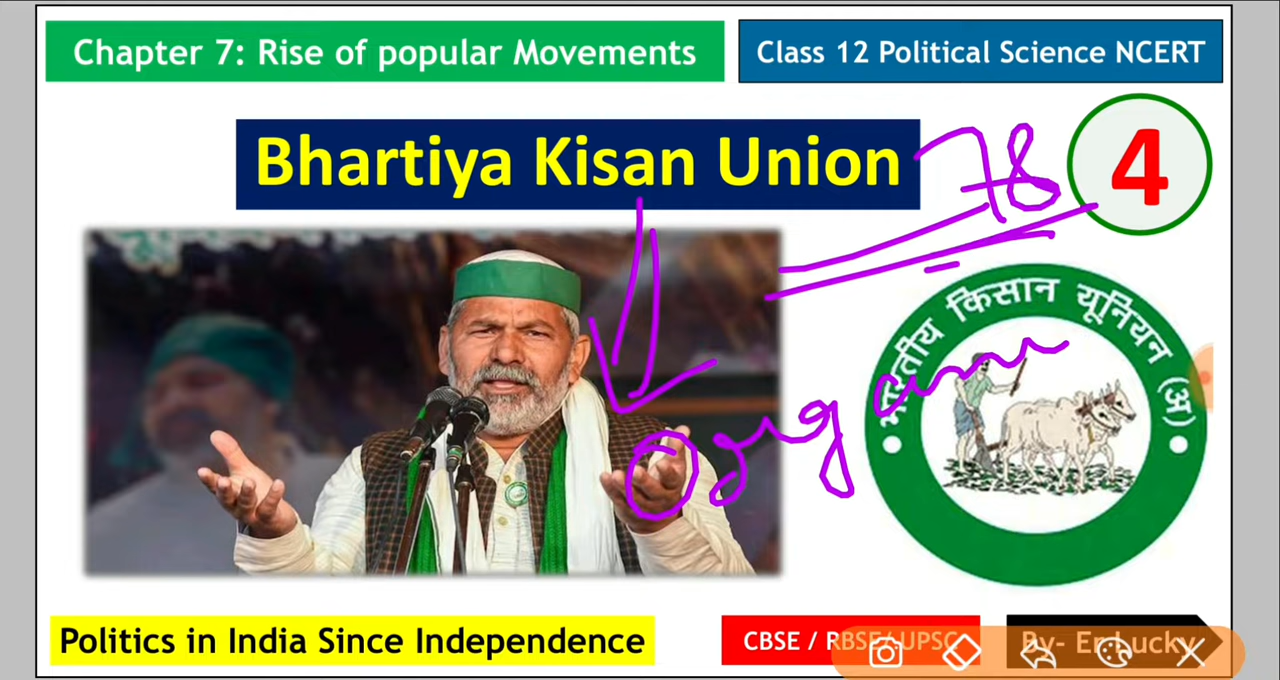 Chapter 7: Rise of popular Movements
Class 12 Political Science NCERT
Bhartiya Kisan Union
78
4
भारतीय किसान यूनियन (अ)
Politics in India Since Independence
CBSE / RBSE/ UPSC
By- Er Lucky